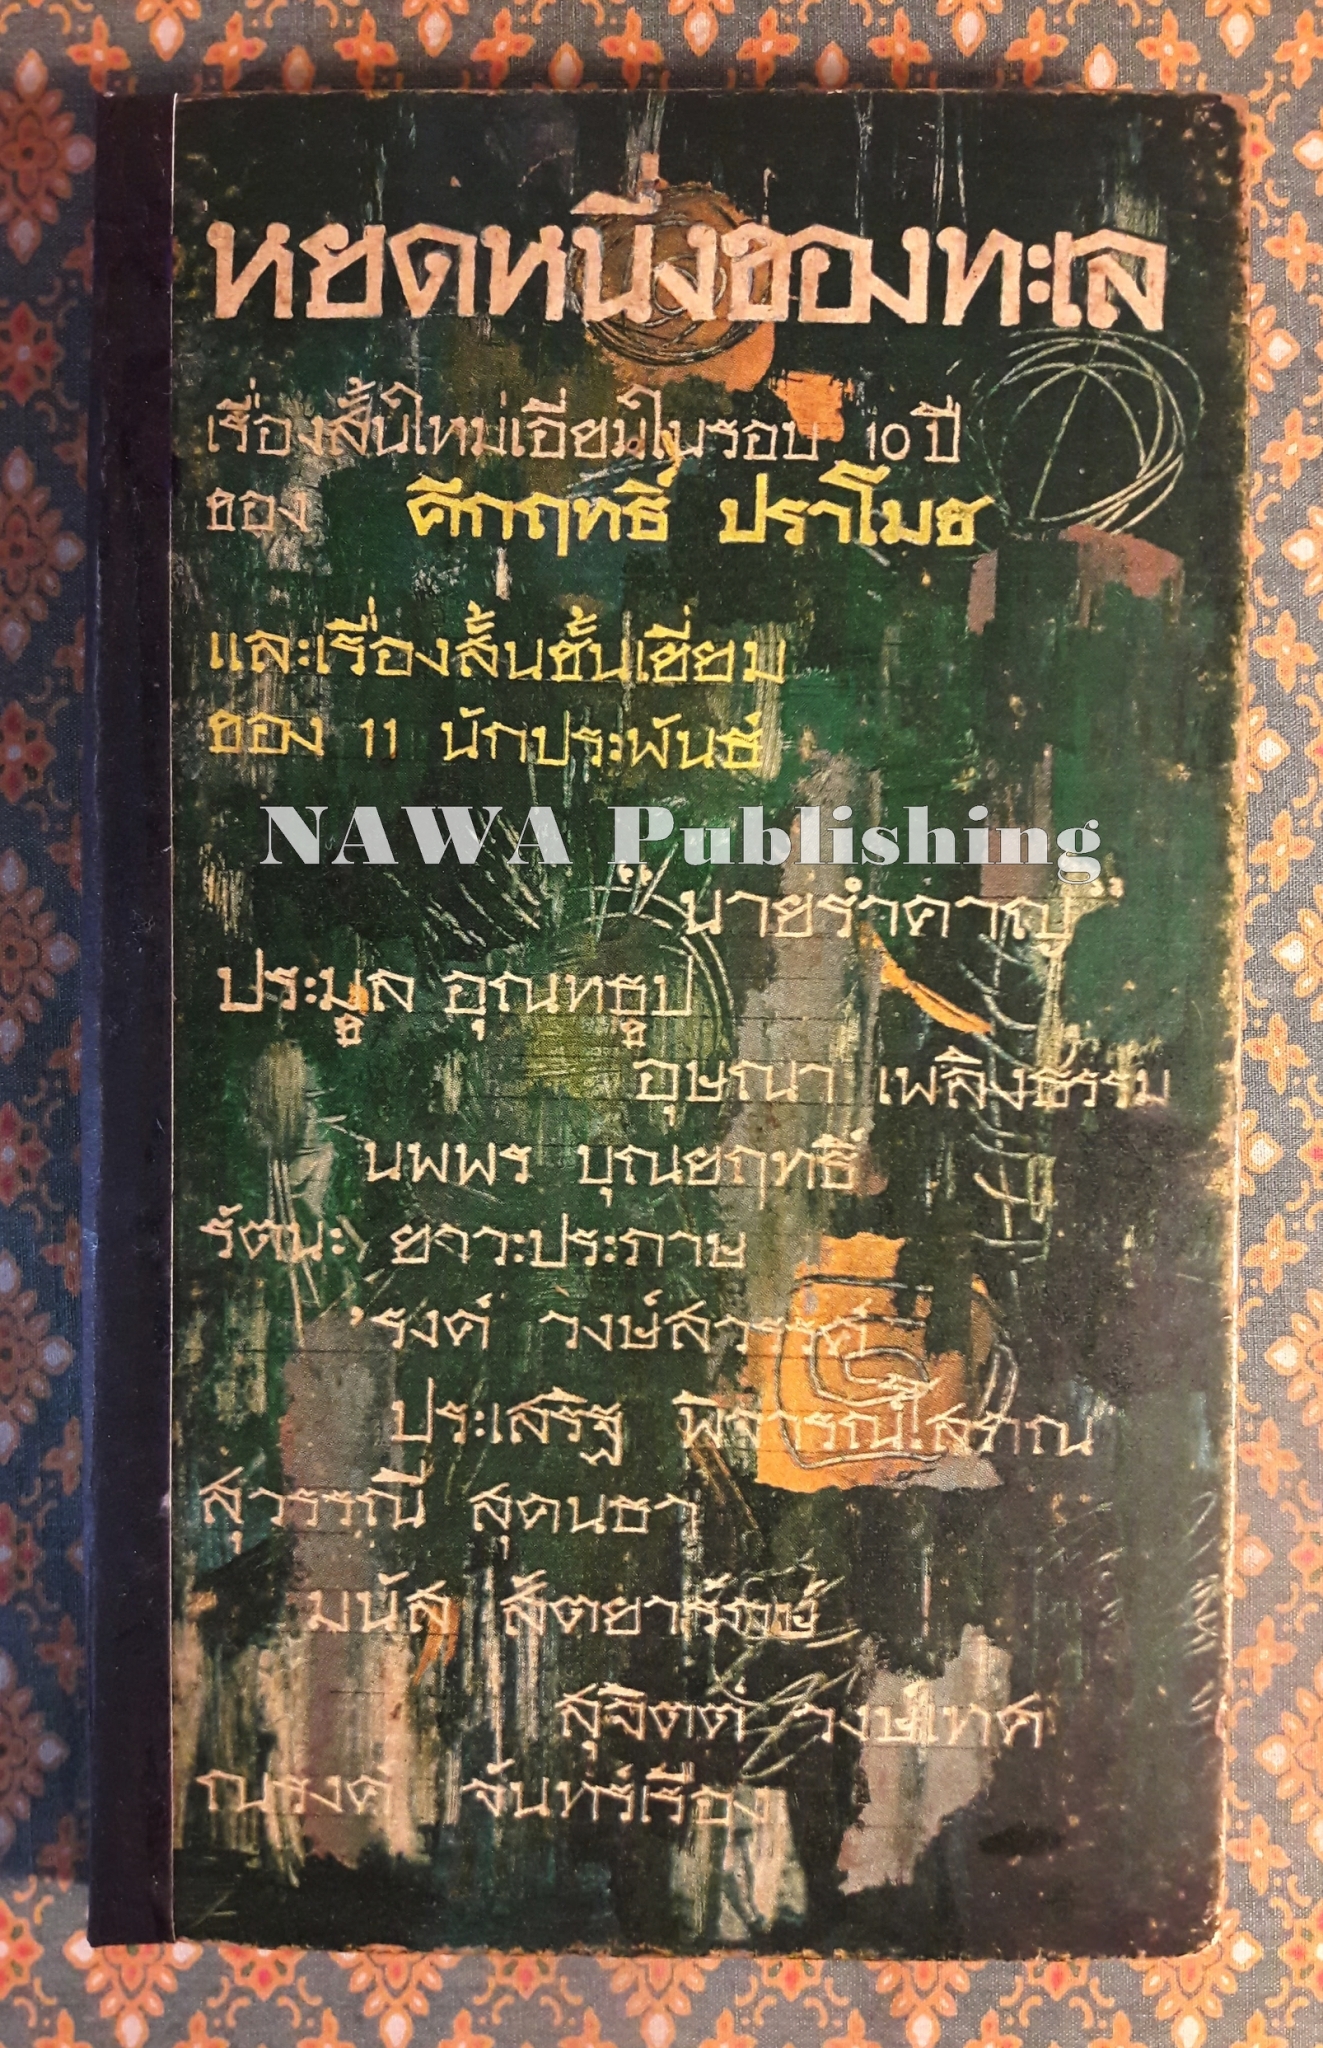 หยดหนึ่งของทะเล
เรื่องสั้นใหม่เอี่ยมในรอบ 10 ปี
ของ คึกฤทธิ์ ปราโมช
และเรื่องสั้นชั้นเยี่ยม
ของ 11 นักประพันธ์
NAWA Publishing
"นายรำคาญ"
ประมูล อุณหธูป
อุษณา เพลิงธรรม
นพพร บุณยฤทธิ์
รัตนะ ยาวะประภาษ
'รงค์ วงษ์สวรรค์
ประเสริฐ พิจารณ์โสภณ
สุวรรณี สุคนธา
มนัส สัตยารักษ์
สุจิตต์ วงษ์เทศ
ณรงค์ จันทร์เรือง